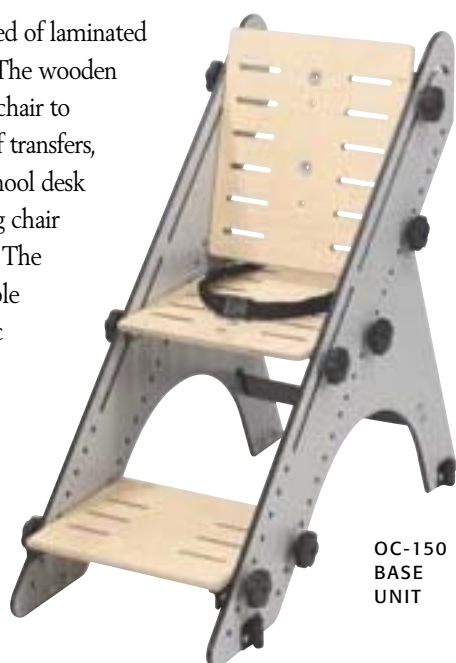 ed of laminated
The wooden
chair to
f transfers,
hool desk
g chair
The
ble
c
OC-150
BASE
UNIT